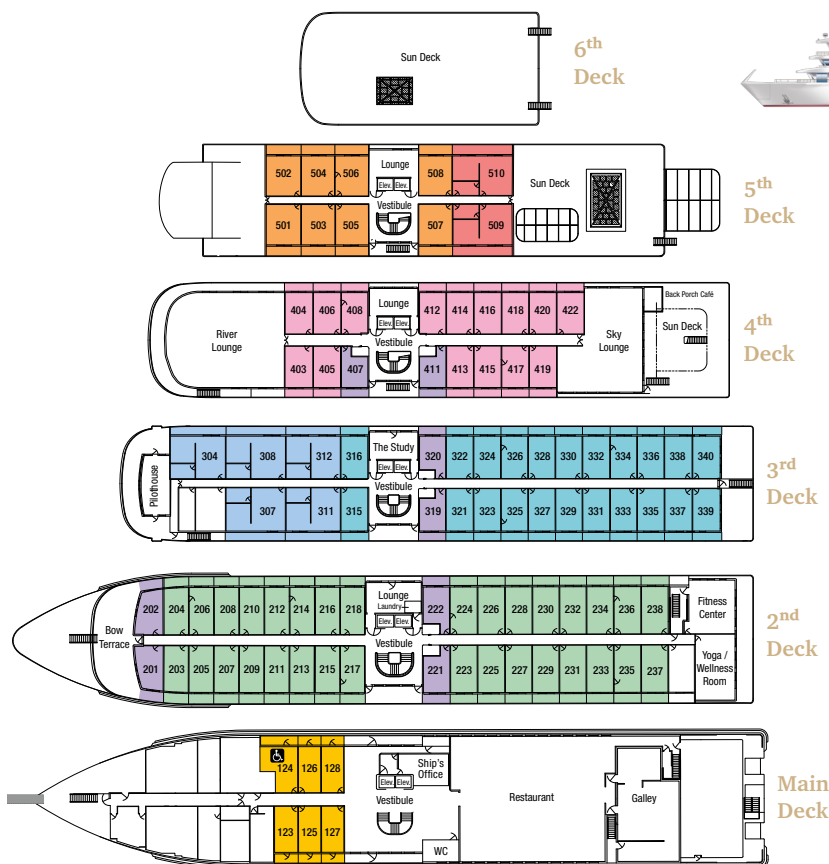 Sun Deck
6th
Deck
502 504 506 Lounge 508 510
Elev. Elev.
Sun Deck
Vestibule
501 503 505 507 509
5th
Deck
404 406 408 Lounge 412 414 416 418 420 422
Back Porch Café
Elev. Elev.
River
Lounge
Vestibule
Sky
Lounge
Sun Deck
403 405 407 411 413 415 417 419
4th
Deck
304 308 312 316 The Study 320 322 324 326 328 330 332 334 336 338 340
Elev. Elev.
Pilothouse
Vestibule
307 311 315 319 321 323 325 327 329 331 333 335 337 339
3rd
Deck
202 204 206 208 210 212 214 216 218 Lounge 222 224 226 228 230 232 234 236 238
Laundry
Fitness
Center
Elev. Elev.
Bow
Terrace
Vestibule
201 203 205 207 209 211 213 215 217 221 223 225 227 229 231 233 235 237
Yoga /
Wellness
Room
2nd
Deck
124 126 128
Ship's
Office
Elev. Elev.
Vestibule
Restaurant
Galley
123 125 127
WC
Main
Deck